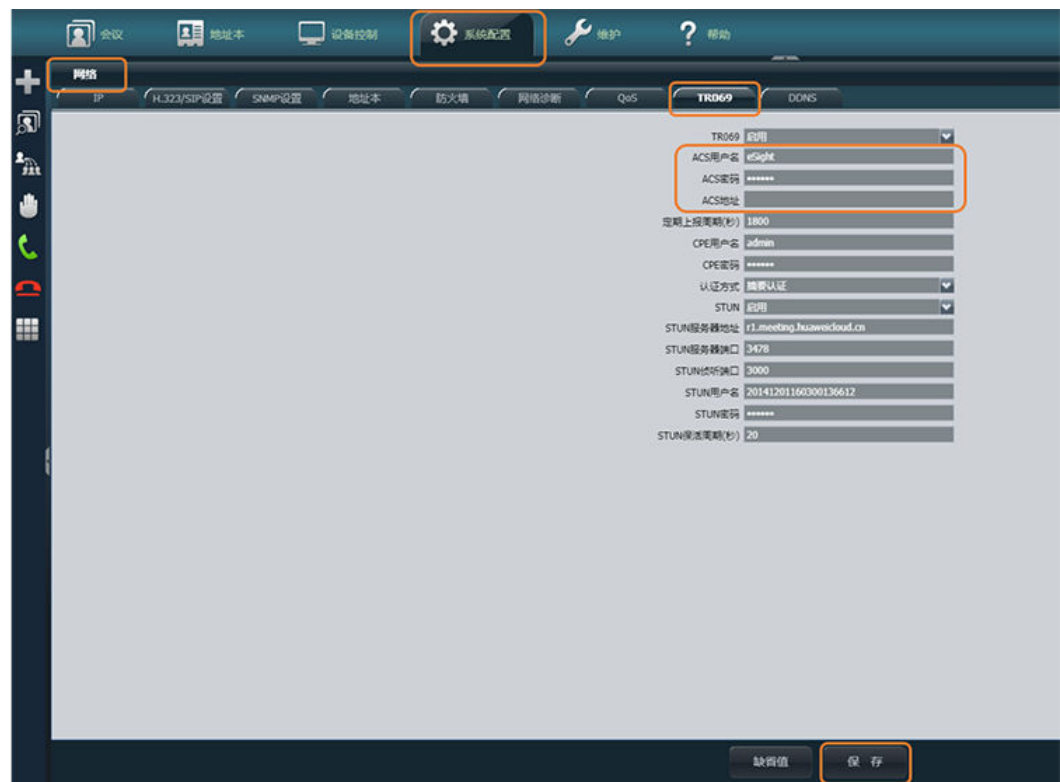 会议 地址本 设备控制 系统配置 维护 ? 帮助
网络
IP H.323/SIP设置 SNMP设置 地址本 防火墙 网络诊断 QoS TR069 DDNS
TR069 启用
ACS用户名 eSight
ACS密码 ••••••
ACS地址
定期上报周期(秒) 1800
CPE用户名 admin
CPE密码 ••••••
认证方式 摘要认证
STUN 启用
STUN服务器地址 r1.meeting.huaweicloud.cn
STUN服务器端口 3478
STUN侦听端口 3000
STUN用户名 20141201160300136612
STUN密码 ••••••
STUN保活周期(秒) 20
缺省值 保 存